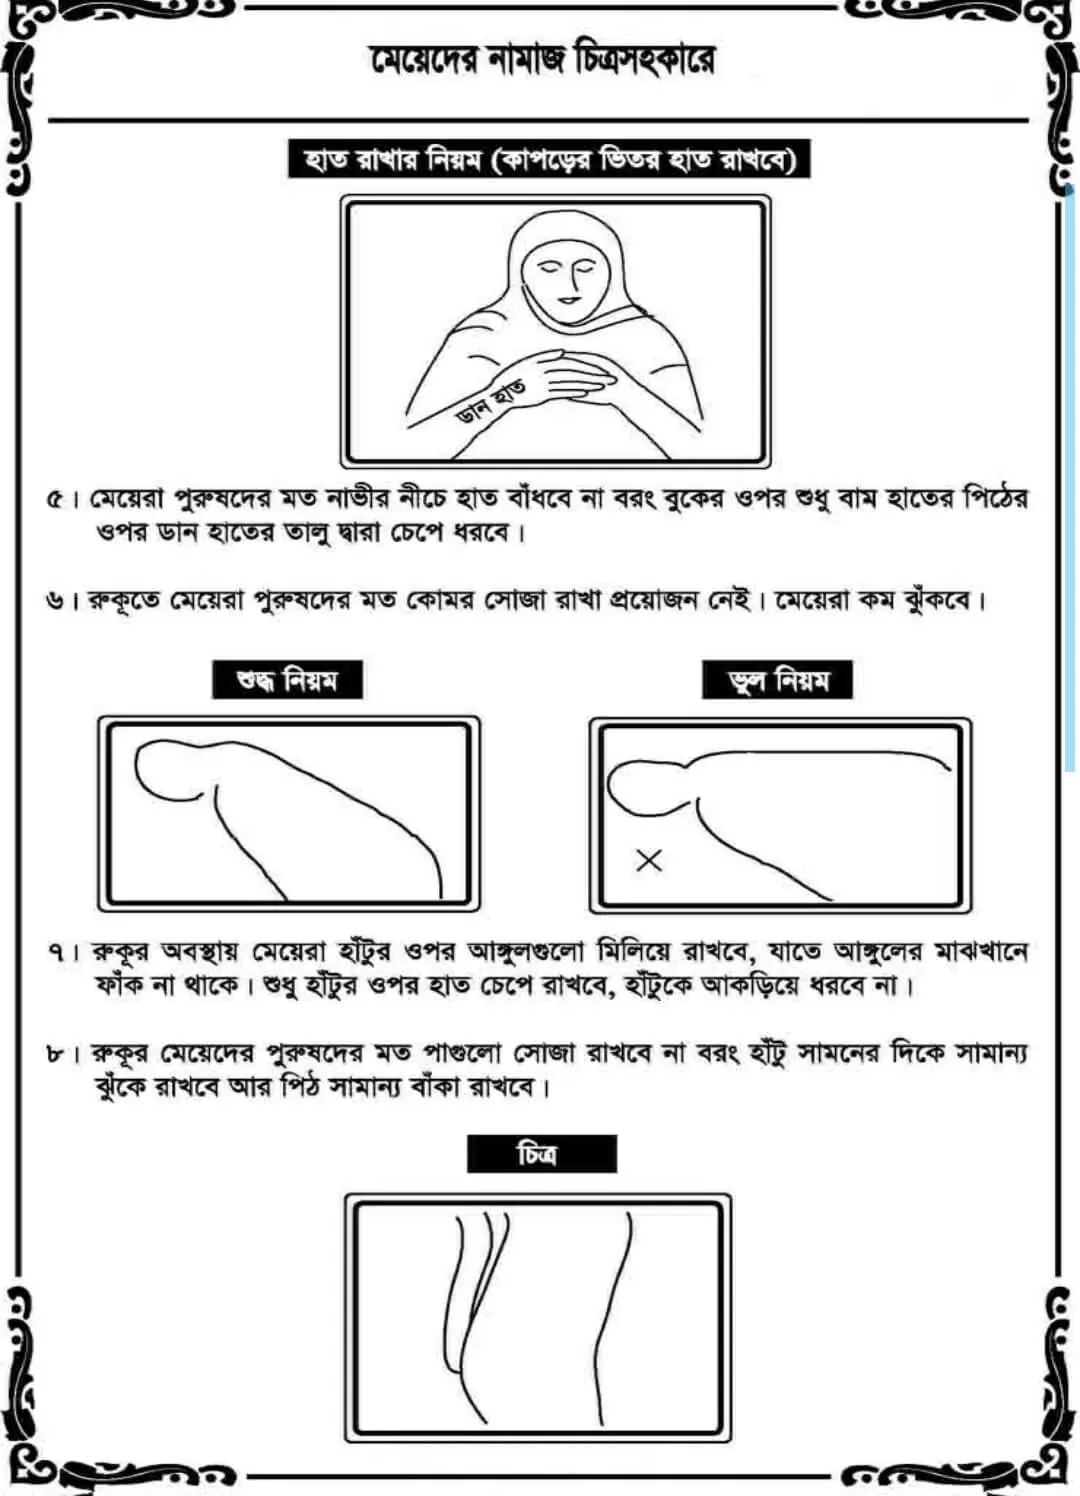 মেয়েদের নামাজ চিত্রসহকারে
হাত রাখার নিয়ম (কাপড়ের ভিতর হাত রাখবে)
ডান হাত
৫। মেয়েরা পুরুষদের মত নাভীর নীচে হাত বাঁধবে না বরং বুকের ওপর শুধু বাম হাতের পিঠের
ওপর ডান হাতের তালু দ্বারা চেপে ধরবে।
৬। রুকূতে মেয়েরা পুরুষদের মত কোমর সোজা রাখা প্রয়োজন নেই। মেয়েরা কম ঝুঁকবে।
শুদ্ধ নিয়ম
ভুল নিয়ম
৭। রুকূর অবস্থায় মেয়েরা হাঁটুর ওপর আঙ্গুলগুলো মিলিয়ে রাখবে, যাতে আঙ্গুলের মাঝখানে
ফাঁক না থাকে। শুধু হাঁটুর ওপর হাত চেপে রাখবে, হাঁটুকে আকড়িয়ে ধরবে না।
৮। রুকূর মেয়েদের পুরুষদের মত পাগুলো সোজা রাখবে না বরং হাঁটু সামনের দিকে সামান্য
ঝুঁকে রাখবে আর পিঠ সামান্য বাঁকা রাখবে।
চিত্র